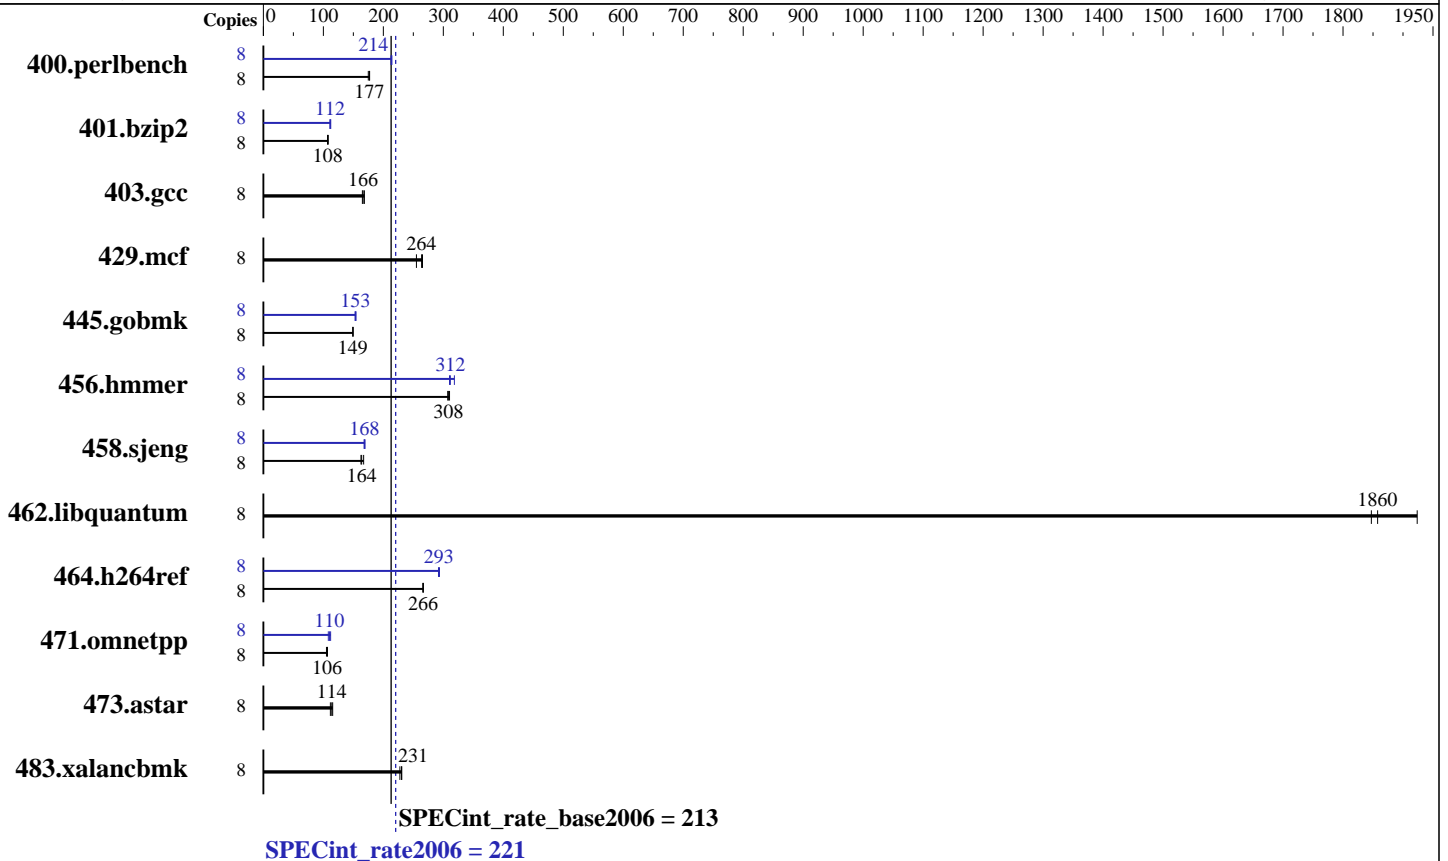 Copies 0 100 200 300 400 500 600 700 800 900 1000 1100 1200 1300 1400 1500 1600 1700 1800 1950
400.perlbench 8 214
8 177
401.bzip2 8 112
8 108
403.gcc 8 166
429.mcf 8 264
445.gobmk 8 153
8 149
456.hmmer 8 312
8 308
458.sjeng 8 168
8 164
462.libquantum 8 1860
464.h264ref 8 293
8 266
471.omnetpp 8 110
8 106
473.astar 8 114
483.xalancbmk 8 231
SPECint_rate_base2006 = 213
SPECint_rate2006 = 221